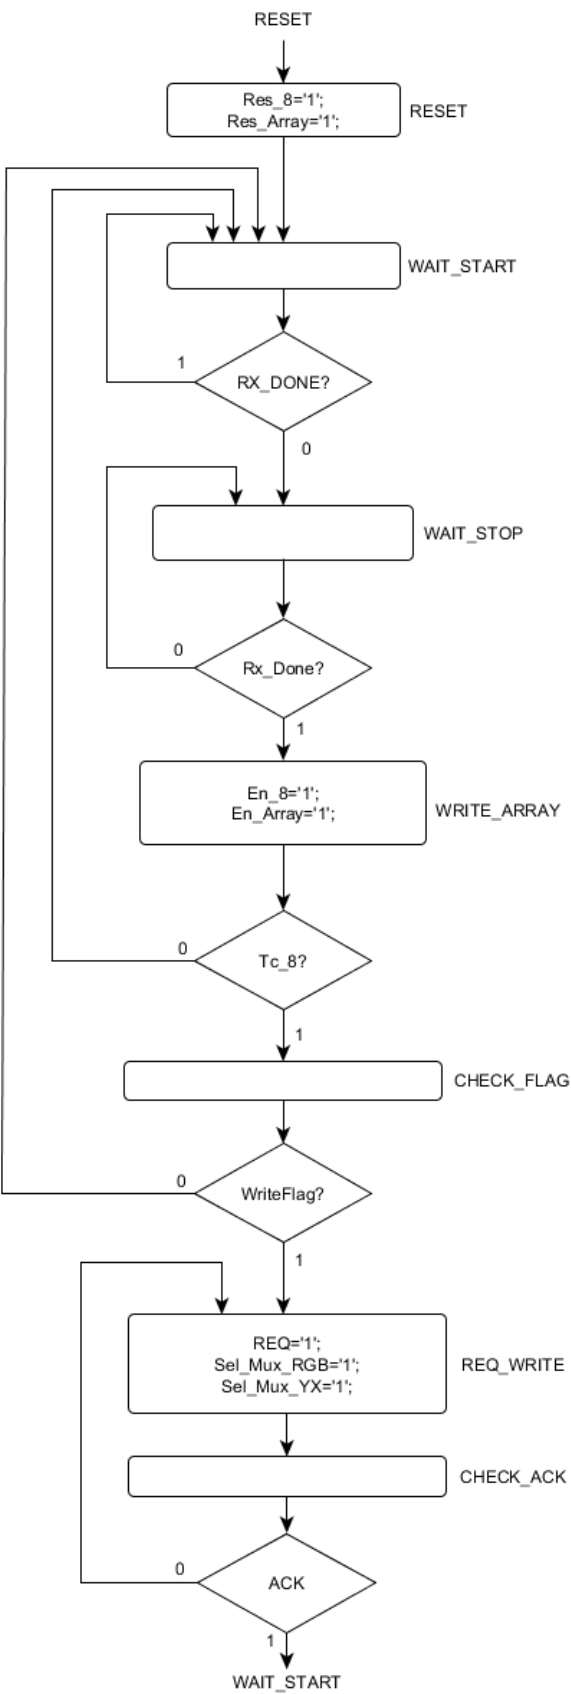 RESET
Res_8='1';
Res_Array='1';
RESET
WAIT_START
1
RX_DONE?
0
WAIT_STOP
0
Rx_Done?
1
En_8='1';
En_Array='1';
WRITE_ARRAY
0
Tc_8?
1
CHECK_FLAG
0
WriteFlag?
1
REQ='1';
Sel_Mux_RGB='1';
Sel_Mux_YX='1';
REQ_WRITE
CHECK_ACK
0
ACK
1
WAIT_START